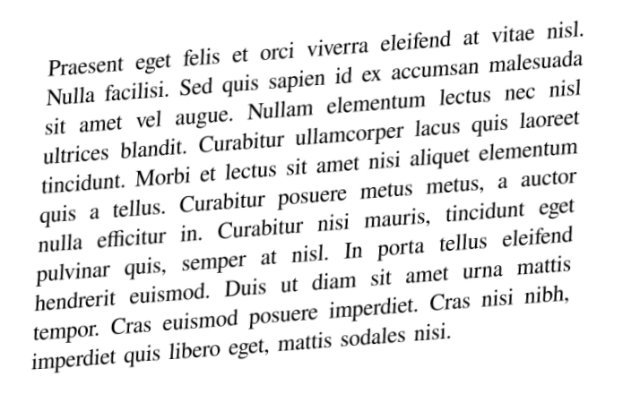 Praesent eget felis et orci viverra eleifend at vitae nisl.
Nulla facilisi. Sed quis sapien id ex accumsan malesuada
sit amet vel augue. Nullam elementum lectus nec nisl
ultrices blandit. Curabitur ullamcorper lacus quis laoreet
tincidunt. Morbi et lectus sit amet nisi aliquet elementum
quis a tellus. Curabitur posuere metus metus, a auctor
nulla efficitur in. Curabitur nisi mauris, tincidunt eget
pulvinar quis, semper at nisl. In porta tellus eleifend
hendrerit euismod. Duis ut diam sit amet urna mattis
tempor. Cras euismod posuere imperdiet. Cras nisi nibh,
imperdiet quis libero eget, mattis sodales nisi.